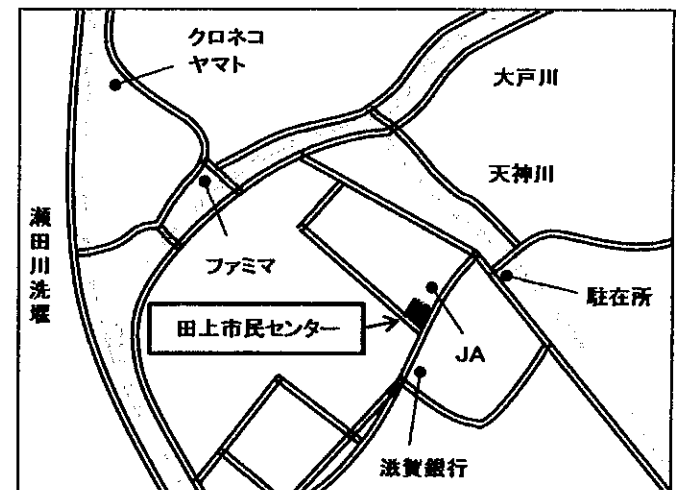 クロネコ
ヤマト
大戸川
天神川
瀬田川洗堰
ファミマ
駐在所
田上市民センター
JA
滋賀銀行